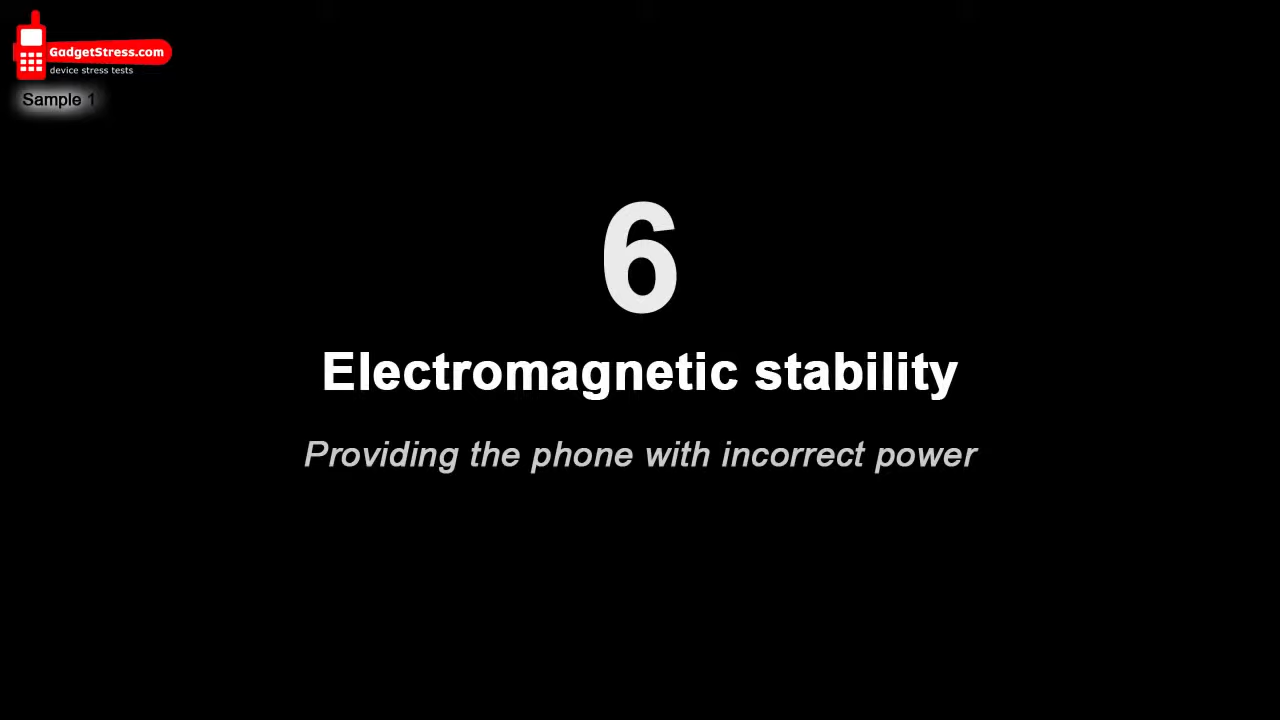 GadgetStress.com
device stress tests
Sample 1
6
Electromagnetic stability
Providing the phone with incorrect power